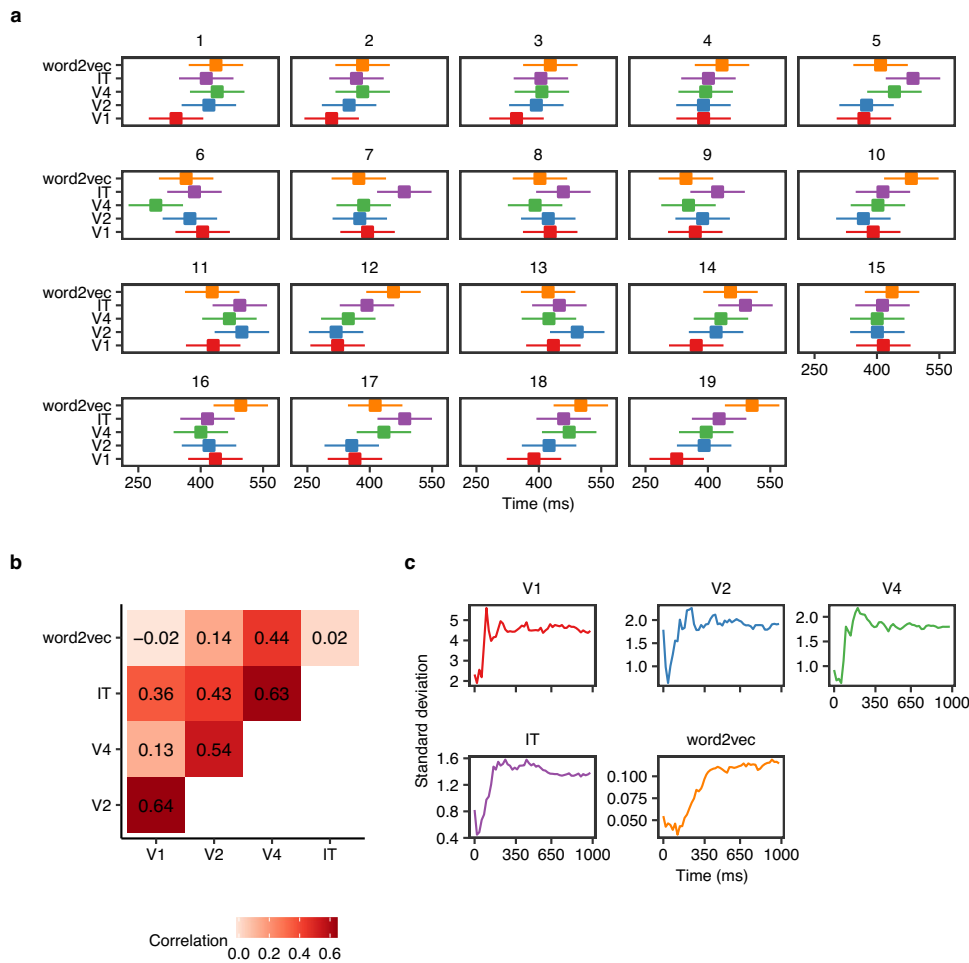 a
1 2 3 4 5
word2vec
IT
V4
V2
V1
6 7 8 9 10
word2vec
IT
V4
V2
V1
11 12 13 14 15
word2vec
IT
V4
V2
V1
250 400 550
16 17 18 19
word2vec
IT
V4
V2
V1
250 400 550 250 400 550 250 400 550 250 400 550
Time (ms)
b
word2vec −0.02 0.14 0.44 0.02
IT 0.36 0.43 0.63
V4 0.13 0.54
V2 0.64
V1 V2 V4 IT
Correlation
0.0 0.2 0.4 0.6
c
Standard deviation
V1
5
4
3
2
V2
2.0
1.5
1.0
V4
2.0
1.5
1.0
0 350 650 1000
IT
1.6
1.2
0.8
0.4
0 350 650 1000
word2vec
0.100
0.075
0.050
0 350 650 1000
Time (ms)